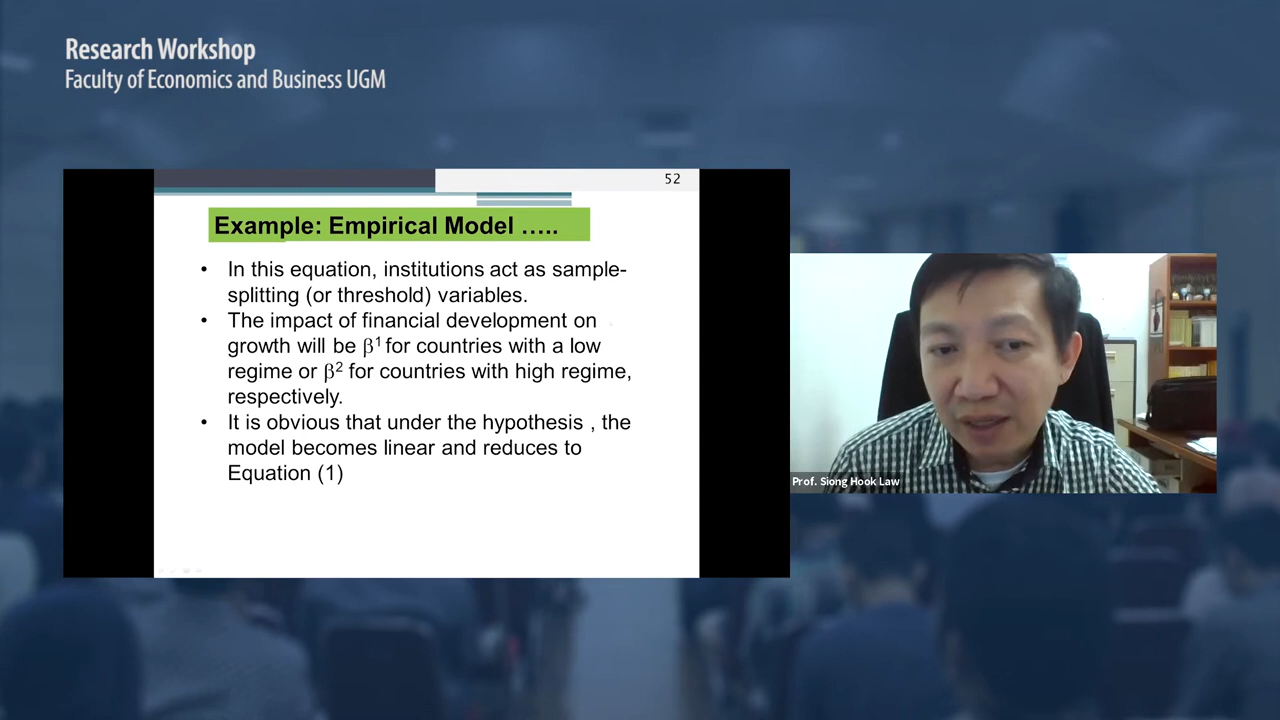 Research Workshop
Faculty of Economics and Business UGM
52
Example: Empirical Model …..
• In this equation, institutions act as sample-
splitting (or threshold) variables.
• The impact of financial development on
growth will be β¹ for countries with a low
regime or β² for countries with high regime,
respectively.
• It is obvious that under the hypothesis , the
model becomes linear and reduces to
Equation (1)
Prof. Siong Hook Law